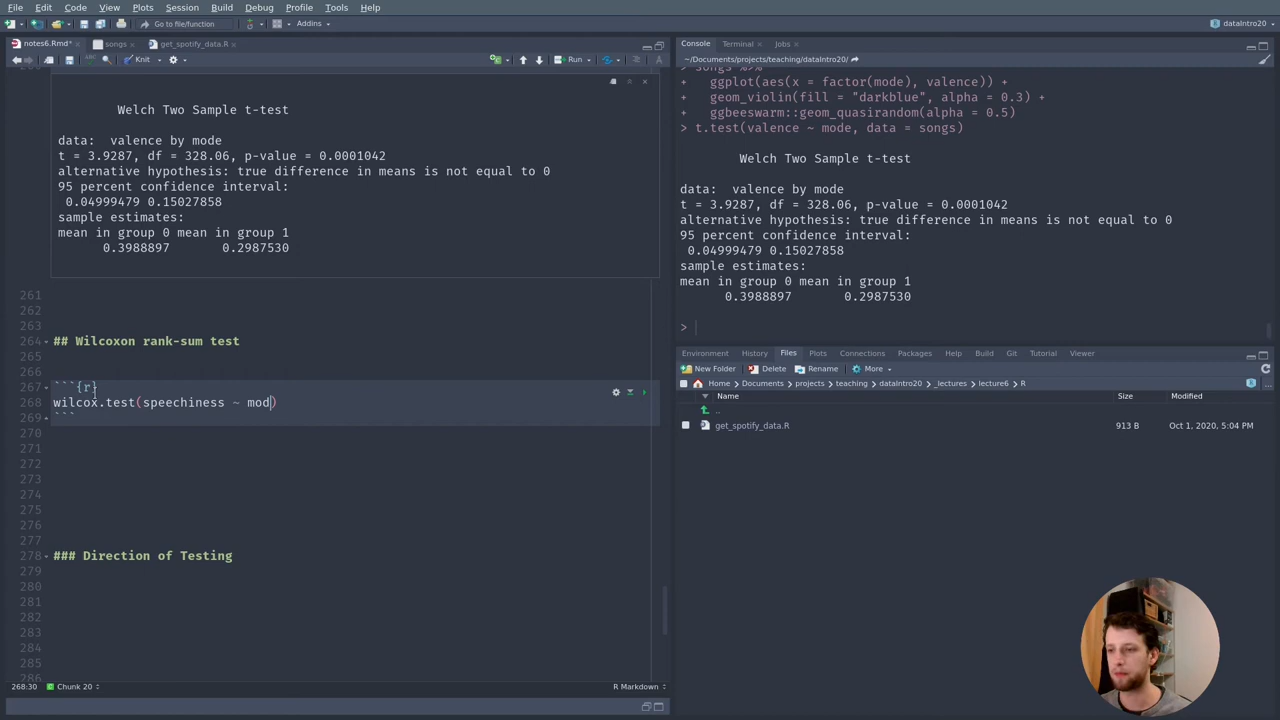 File Edit Code View Plots Session Build Debug Profile Tools Help
Go to file/function Addins dataIntro20
notes6.Rmd* songs get_spotify_data.R
Knit Run
Welch Two Sample t-test
data:  valence by mode
t = 3.9287, df = 328.06, p-value = 0.0001042
alternative hypothesis: true difference in means is not equal to 0
95 percent confidence interval:
0.04999479 0.15027858
sample estimates:
mean in group 0 mean in group 1
0.3988897 0.2987530
261
262
263
264 ## Wilcoxon rank-sum test
265
266
267 ```{r}
268 wilcox.test(speechiness ~ mod)
269 ```
270
271
272
273
274
275
276
277
278 ### Direction of Testing
279
280
281
282
283
284
285
286
268:30 Chunk 20 R Markdown
Console Terminal Jobs
~/Documents/projects/teaching/dataIntro20/
songs %>%
+ ggplot(aes(x = factor(mode), valence)) +
+ geom_violin(fill = "darkblue", alpha = 0.3) +
+ ggbeeswarm::geom_quasirandom(alpha = 0.5)
> t.test(valence ~ mode, data = songs)
Welch Two Sample t-test
data:  valence by mode
t = 3.9287, df = 328.06, p-value = 0.0001042
alternative hypothesis: true difference in means is not equal to 0
95 percent confidence interval:
0.04999479 0.15027858
sample estimates:
mean in group 0 mean in group 1
0.3988897 0.2987530
>
Environment History Files Plots Connections Packages Help Build Git Tutorial Viewer
New Folder Delete Rename More
Home Documents projects teaching dataIntro20 _lectures lecture6 R
Name Size Modified
..
get_spotify_data.R 913 B Oct 1, 2020, 5:04 PM